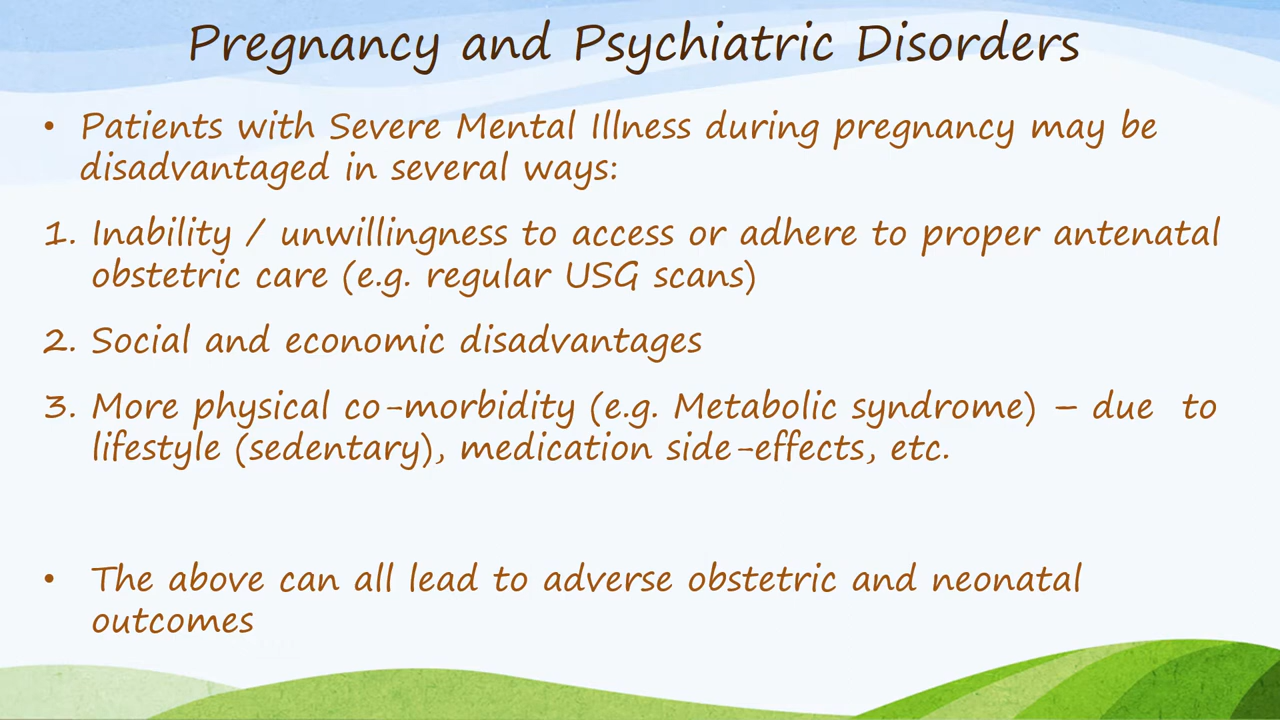 Pregnancy and Psychiatric Disorders
• Patients with Severe Mental Illness during pregnancy may be
disadvantaged in several ways:
1. Inability / unwillingness to access or adhere to proper antenatal
obstetric care (e.g. regular USG scans)
2. Social and economic disadvantages
3. More physical co-morbidity (e.g. Metabolic syndrome) – due to
lifestyle (sedentary), medication side-effects, etc.
• The above can all lead to adverse obstetric and neonatal
outcomes